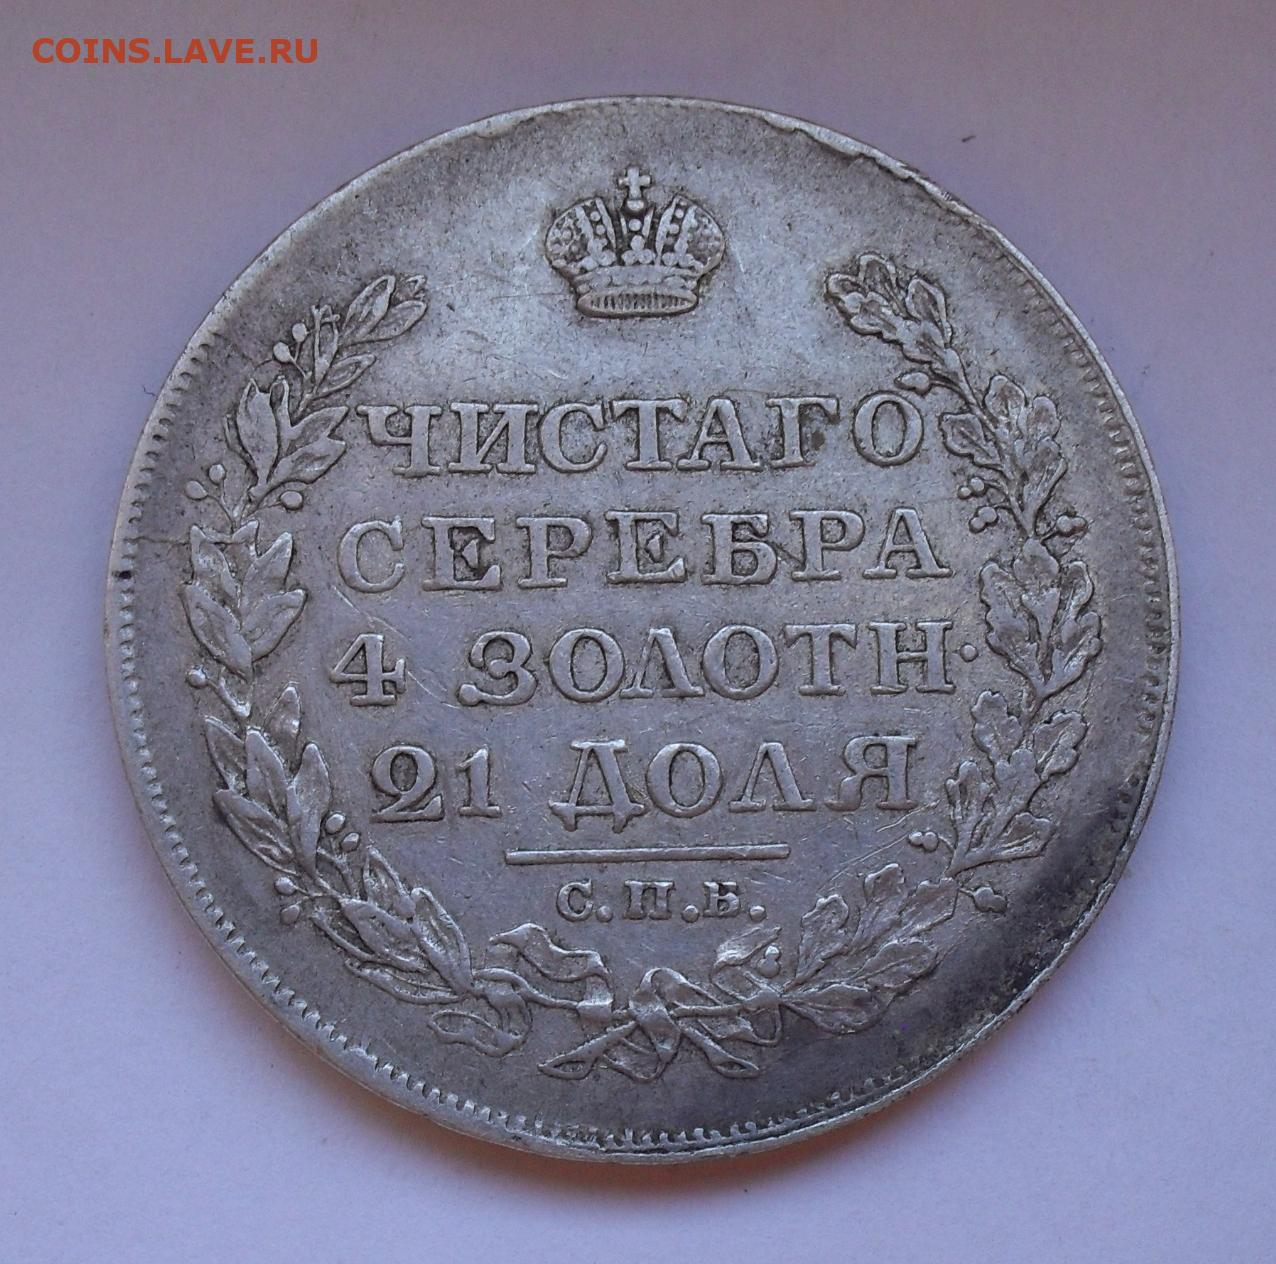 COINS.LAVE.RU
ЧИСТАГО
СЕРЕБРА
4 ЗОЛОТН.
21 ДОЛЯ
С.П.Б.